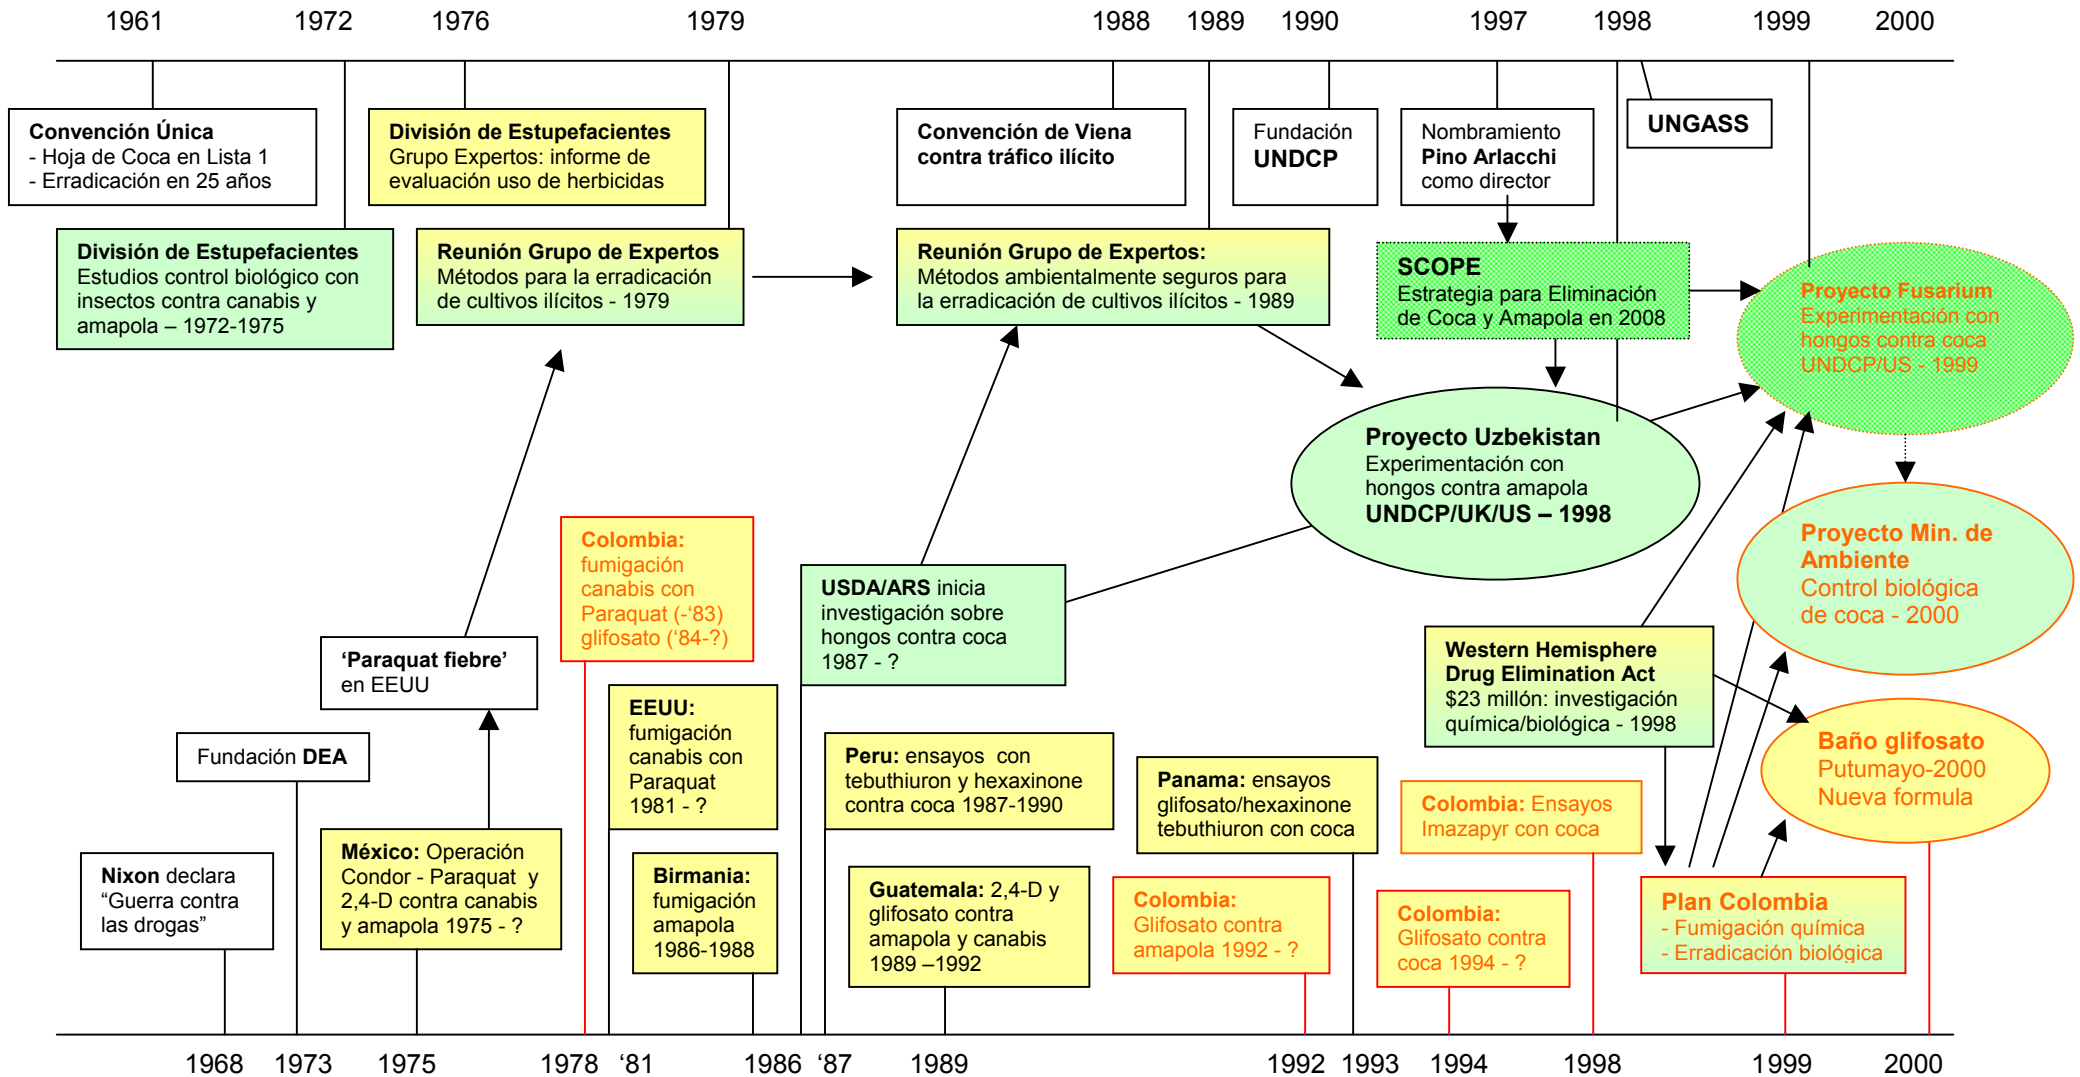 1961 1972 1976 1979 1988 1989 1990 1997 1998 1999 2000
Convención Única
- Hoja de Coca en Lista 1
- Erradicación en 25 años
División de Estupefacientes
Grupo Expertos: informe de
evaluación uso de herbicidas
Convención de Viena
contra tráfico ilícito
Fundación
UNDCP
Nombramiento
Pino Arlacchi
como director
UNGASS
División de Estupefacientes
Estudios control biológico con
insectos contra canabis y
amapola – 1972-1975
Reunión Grupo de Expertos
Métodos para la erradicación
de cultivos ilícitos - 1979
Reunión Grupo de Expertos:
Métodos ambientalmente seguros para
la erradicación de cultivos ilícitos - 1989
SCOPE
Estrategia para Eliminación
de Coca y Amapola en 2008
Proyecto Fusarium
Experimentación con
hongos contra coca
UNDCP/US - 1999
Proyecto Uzbekistan
Experimentación con
hongos contra amapola
UNDCP/UK/US – 1998
Proyecto Min. de
Ambiente
Control biológica
de coca - 2000
Colombia:
fumigación
canabis con
Paraquat (-‘83)
glifosato (‘84-?)
USDA/ARS inicia
investigación sobre
hongos contra coca
1987 - ?
‘Paraquat fiebre’
en EEUU
Western Hemisphere
Drug Elimination Act
$23 millón: investigación
química/biológica - 1998
EEUU:
fumigación
canabis con
Paraquat
1981 - ?
Fundación DEA
Peru: ensayos con
tebuthiuron y hexaxinone
contra coca 1987-1990
Panama: ensayos
glifosato/hexaxinone
tebuthiuron con coca
Colombia: Ensayos
Imazapyr con coca
Baño glifosato
Putumayo-2000
Nueva formula
Nixon declara
“Guerra contra
las drogas”
México: Operación
Condor - Paraquat y
2,4-D contra canabis
y amapola 1975 - ?
Birmania:
fumigación
amapola
1986-1988
Guatemala: 2,4-D y
glifosato contra
amapola y canabis
1989 –1992
Colombia:
Glifosato contra
amapola 1992 - ?
Colombia:
Glifosato contra
coca 1994 - ?
Plan Colombia
- Fumigación química
- Erradicación biológica
1968 1973 1975 1978 ‘81 1986 ‘87 1989 1992 1993 1994 1998 1999 2000